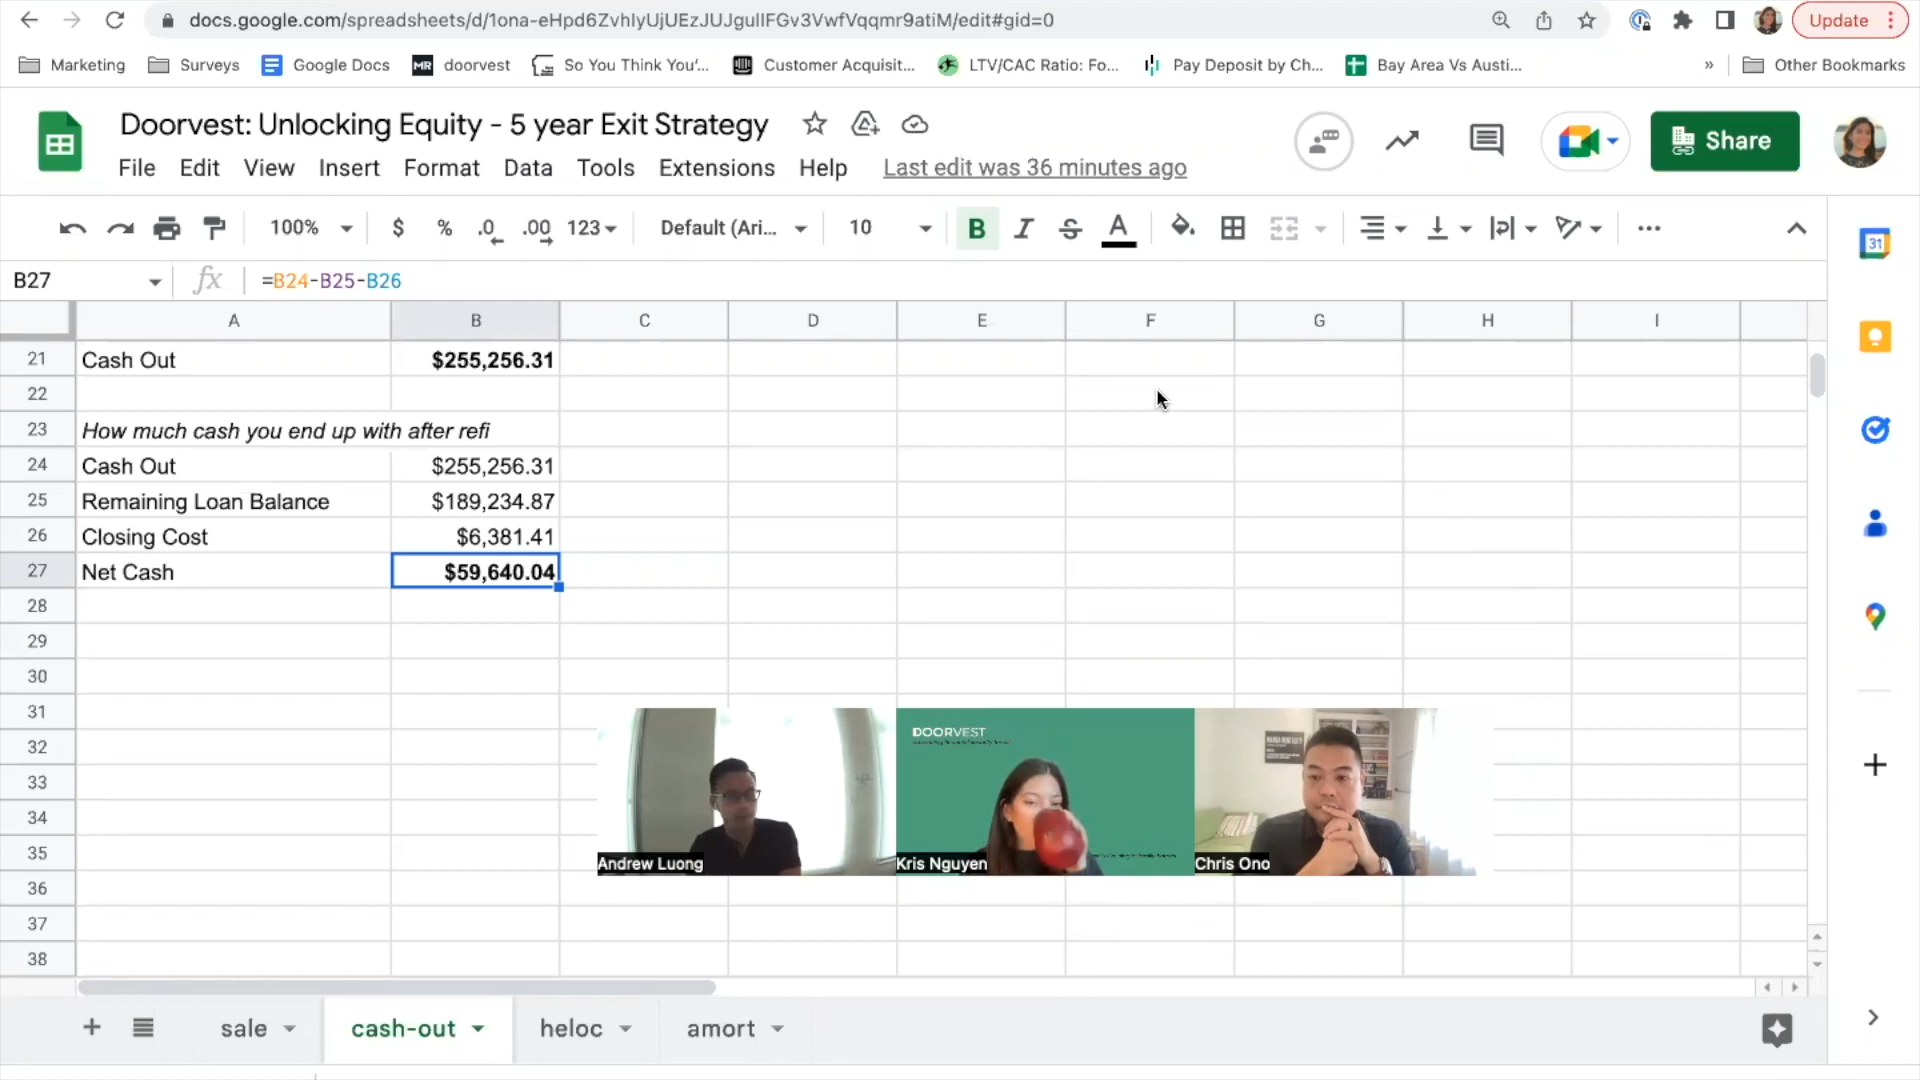 docs.google.com/spreadsheets/d/1ona-eHpd6ZvhIyUjUEzJUJgulIFGv3VwfVqqmr9atiM/edit#gid=0
Update
Marketing
Surveys
Google Docs
MR doorvest
So You Think You'...
Customer Acquisit...
LTV/CAC Ratio: Fo...
Pay Deposit by Ch...
Bay Area Vs Austi...
»
Other Bookmarks
Doorvest: Unlocking Equity - 5 year Exit Strategy
File Edit View Insert Format Data Tools Extensions Help Last edit was 36 minutes ago
Share
100% $ % .0 .00 123 Default (Ari... 10 B I S A
31
B27 fx =B24-B25-B26
A B C D E F G H I
21 Cash Out $255,256.31
22
23 How much cash you end up with after refi
24 Cash Out $255,256.31
25 Remaining Loan Balance $189,234.87
26 Closing Cost $6,381.41
27 Net Cash $59,640.04
28
29
30
31
32
33
34
35
36
37
38
DOORVEST
Andrew Luong
Kris Nguyen
Chris Ono
sale cash-out heloc amort